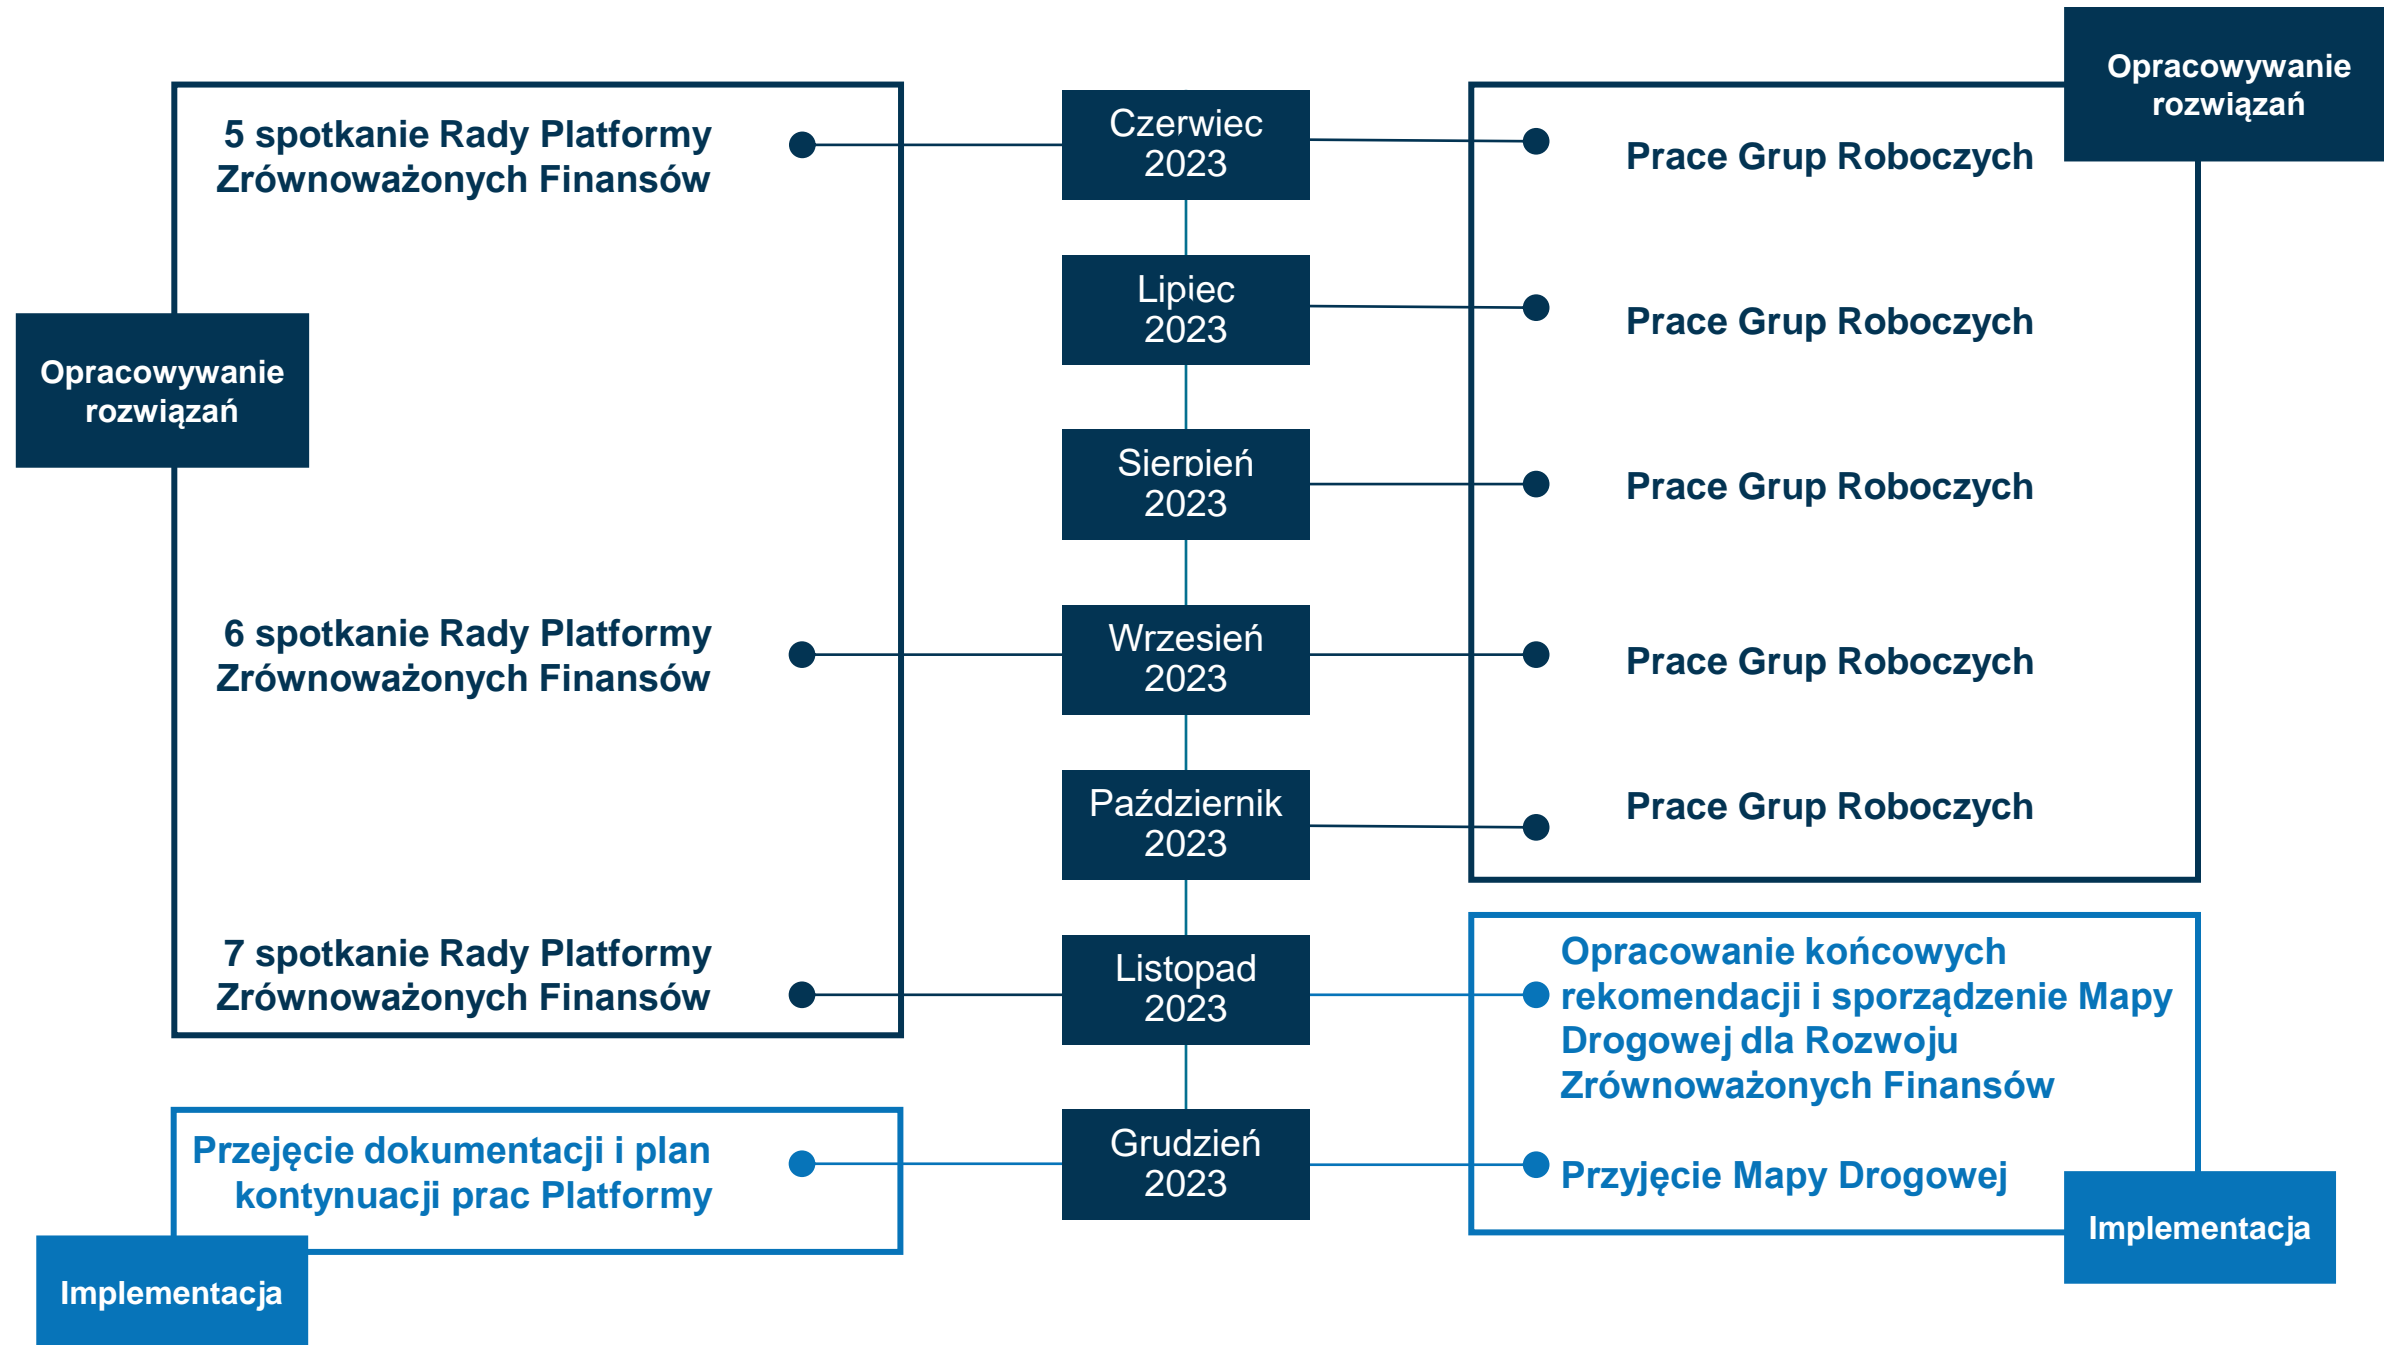 Opracowywanie
rozwiązań
5 spotkanie Rady Platformy
Zrównoważonych Finansów
Czerwiec
2023
Prace Grup Roboczych
Lipiec
2023
Prace Grup Roboczych
Opracowywanie
rozwiązań
Sierpień
2023
Prace Grup Roboczych
6 spotkanie Rady Platformy
Zrównoważonych Finansów
Wrzesień
2023
Prace Grup Roboczych
Październik
2023
Prace Grup Roboczych
7 spotkanie Rady Platformy
Zrównoważonych Finansów
Listopad
2023
Opracowanie końcowych
rekomendacji i sporządzenie Mapy
Drogowej dla Rozwoju
Zrównoważonych Finansów
Przejęcie dokumentacji i plan
kontynuacji prac Platformy
Grudzień
2023
Przyjęcie Mapy Drogowej
Implementacja
Implementacja